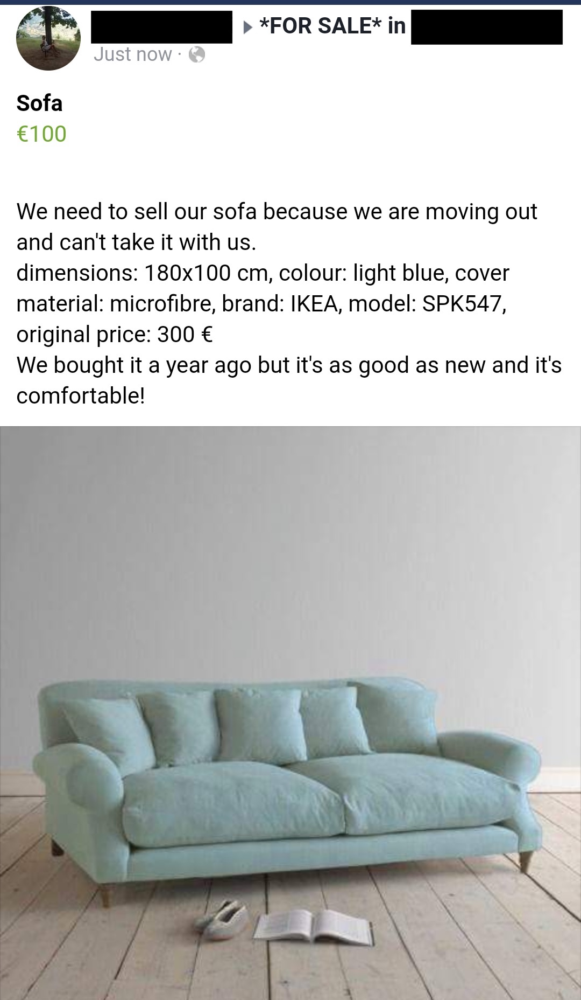 *FOR SALE* in
Just now ·
Sofa
€100
We need to sell our sofa because we are moving out
and can't take it with us.
dimensions: 180x100 cm, colour: light blue, cover
material: microfibre, brand: IKEA, model: SPK547,
original price: 300 €
We bought it a year ago but it's as good as new and it's
comfortable!